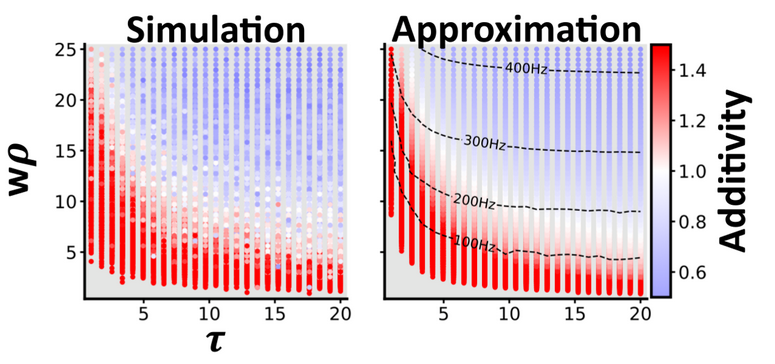 Simulation
Approximation
25
20
15
10
5
wρ
5
10
15
20
τ
400Hz
300Hz
200Hz
100Hz
5
10
15
20
1.4
1.2
1.0
0.8
0.6
Additivity